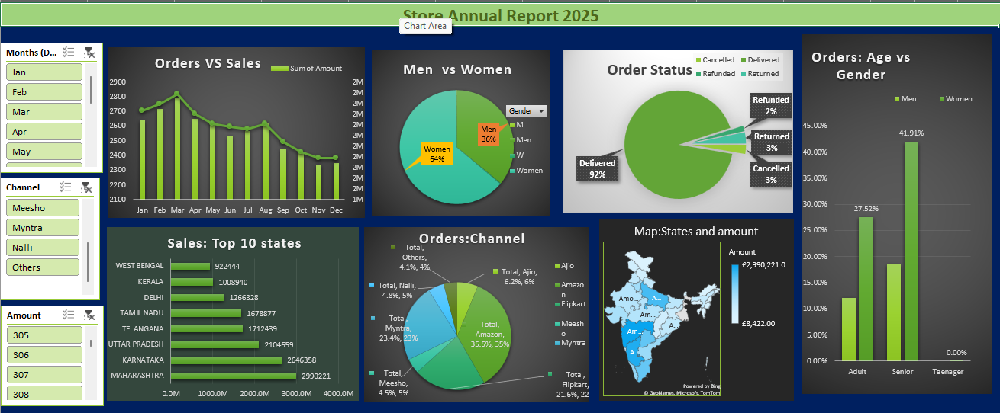 Store Annual Report 2025
Chart Area
Months (D...
Jan
Feb
Mar
Apr
May
Channel
Meesho
Myntra
Nalli
Others
Amount
305
306
307
308
Orders VS Sales
Sum of Amount
2900
2800
2700
2600
2500
2400
2300
2200
2100
2M
2M
2M
2M
2M
2M
2M
2M
2M
2M
2M
1M
Jan Feb Mar Apr May Jun Jul Aug Sep Oct Nov Dec
Men vs Women
Gender
M
Men
W
Women
Men
36%
Women
64%
Order Status
Cancelled Delivered
Refunded Returned
Refunded
2%
Returned
3%
Cancelled
3%
Delivered
92%
Orders: Age vs
Gender
Men Women
45.00%
40.00%
35.00%
30.00%
25.00%
20.00%
15.00%
10.00%
5.00%
0.00%
27.52%
41.91%
0.00%
Adult Senior Teenager
Sales: Top 10 states
WEST BENGAL 922444
KERALA 1008940
DELHI 1266328
TAMIL NADU 1678877
TELANGANA 1712439
UTTAR PRADESH 2104659
KARNATAKA 2646358
MAHARASHTRA 2990221
0.0M 1000.0M 2000.0M 3000.0M 4000.0M
Orders:Channel
Total,
Others,
4.1%, 4%
Total, Ajio,
6.2%, 6%
Total, Nalli,
4.8%, 5%
Total,
Myntra,
23.4%, 23%
Total,
Amazon,
35.5%, 35%
Total,
Meesho,
4.5%, 5%
Total,
Flipkart,
21.6%, 22
Ajio
Amazo
n
Flipkart
Meesh
o
Myntra
Map:States and amount
Amount
£2,990,221.0
£8,422.00
Amo...
A...
Am...
A...
Am...
A...
Powered by Bing
© GeoNames, Microsoft, TomTom